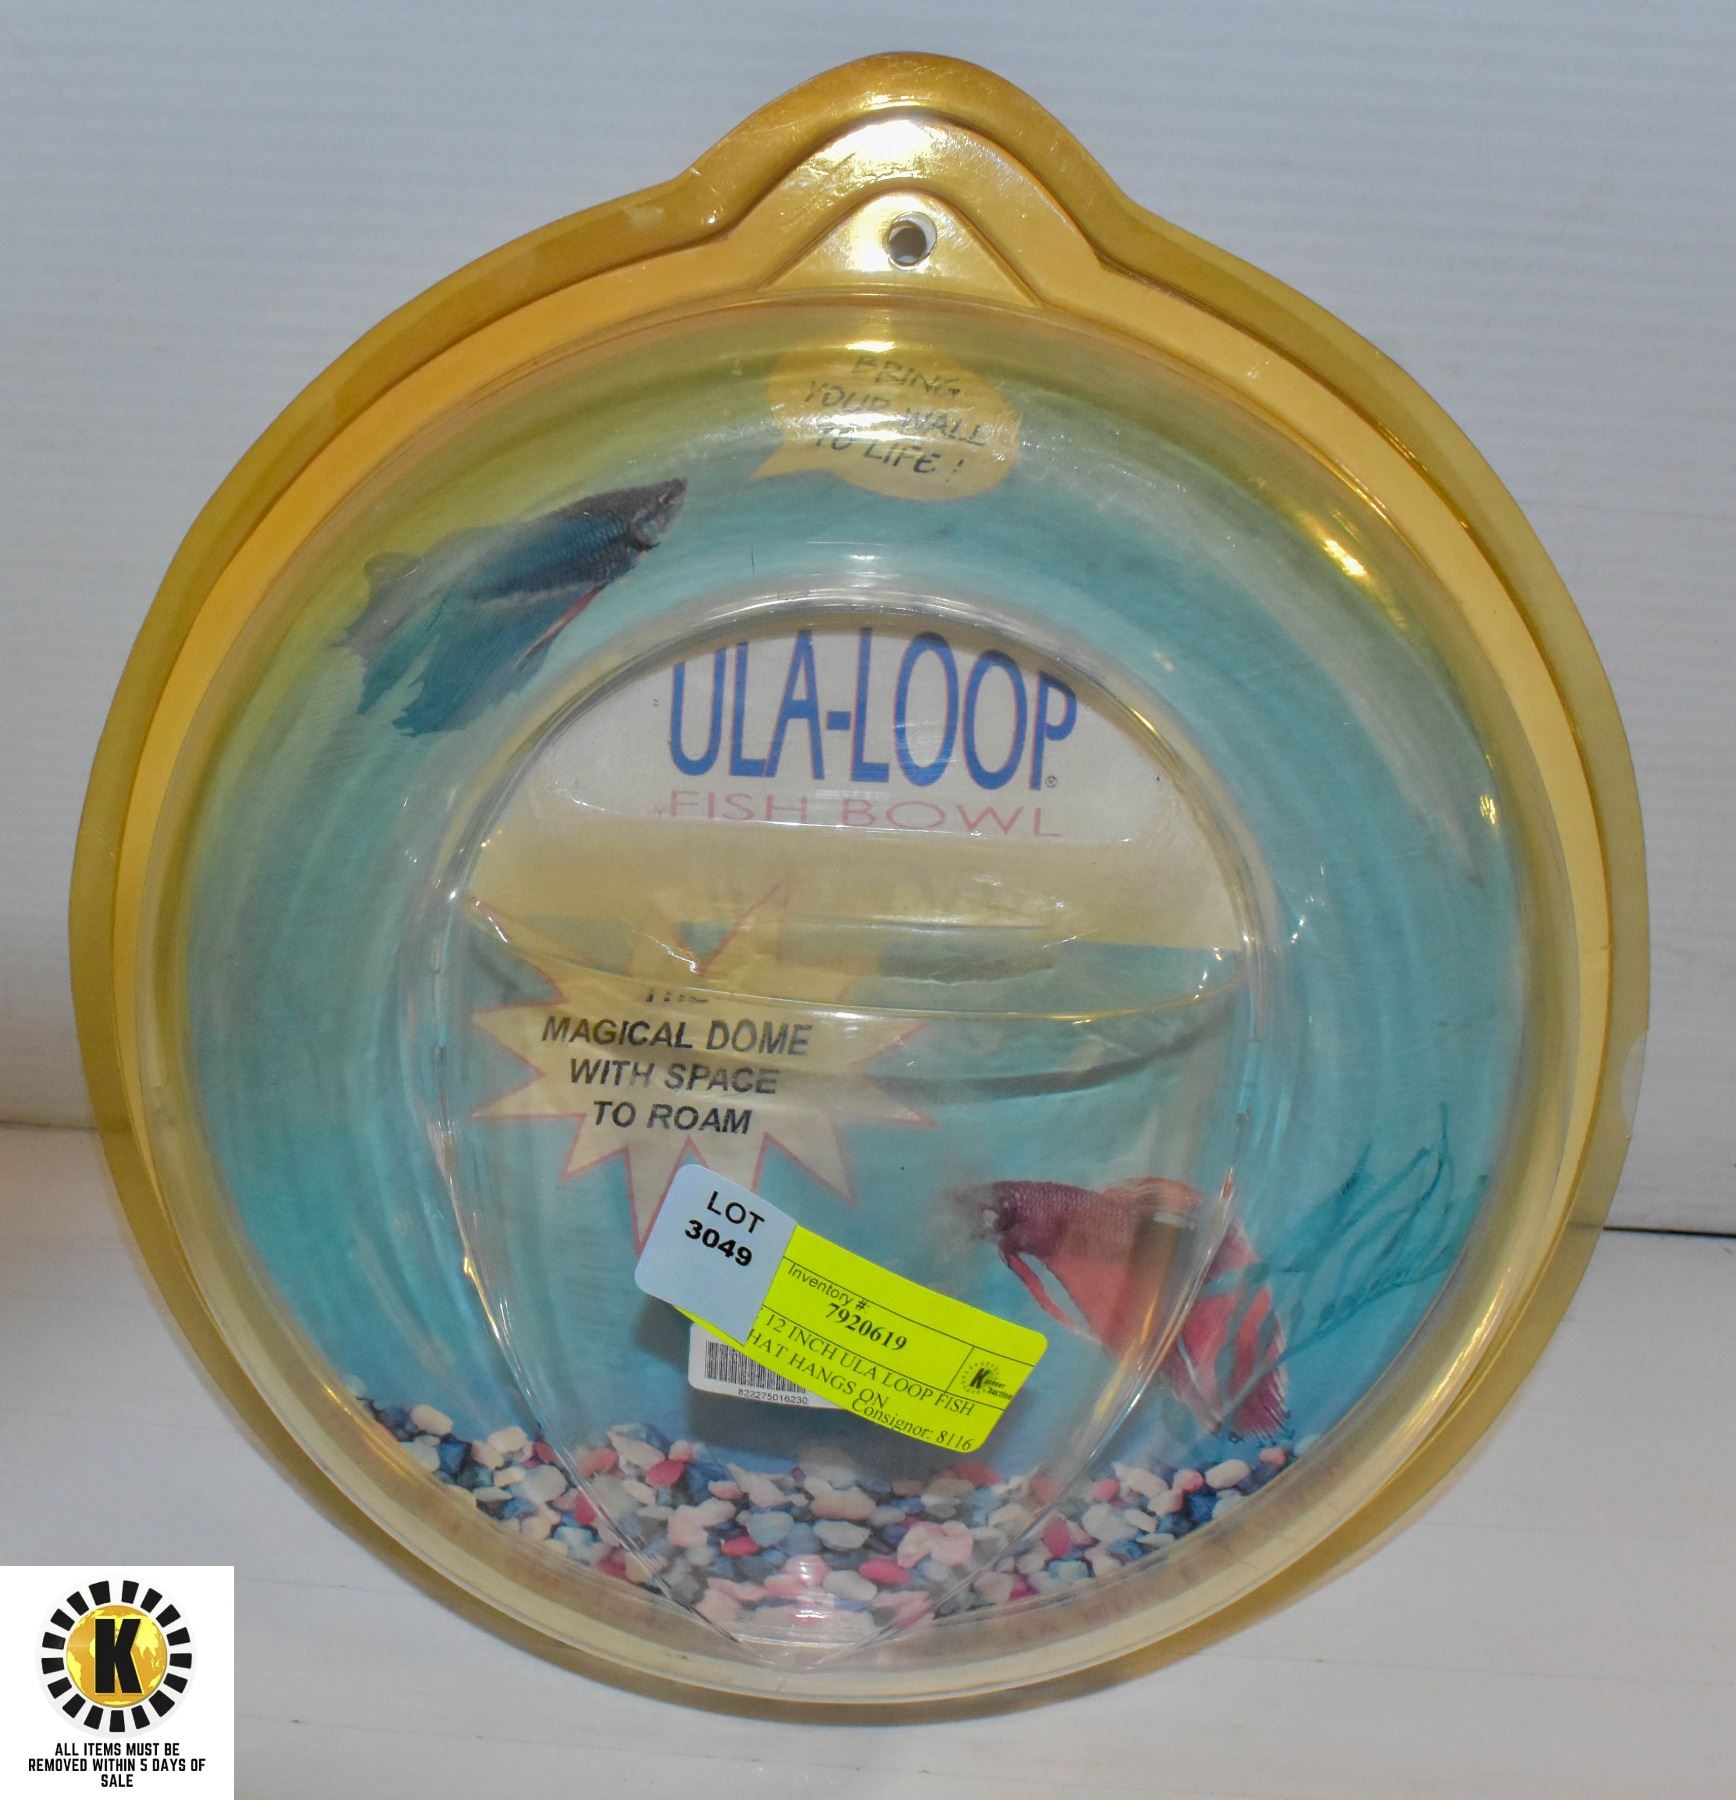 BRING
YOUR WALL
TO LIFE!
ULA-LOOP®
FISH BOWL
MAGICAL DOME
WITH SPACE
TO ROAM
LOT
3049
Inventory #:
7920619
12 INCH ULA LOOP FISH
HAT HANGS ON
Consignor: 8116
822275016230
K
ALL ITEMS MUST BE
REMOVED WITHIN 5 DAYS OF
SALE